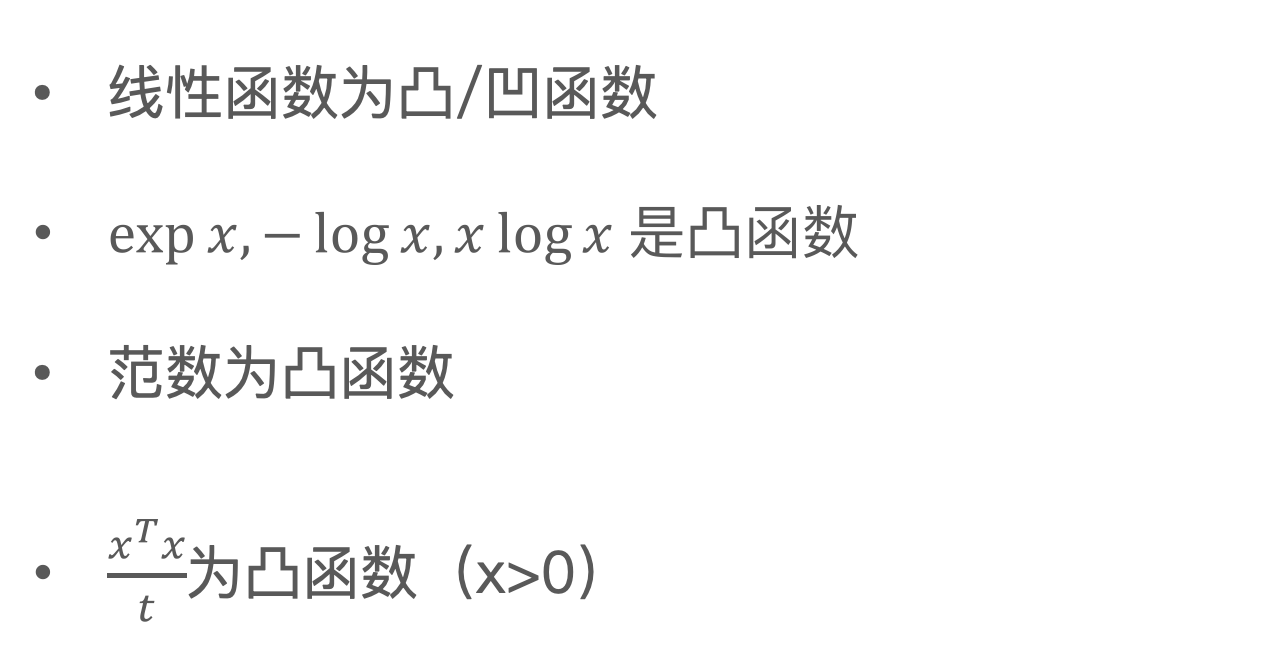 • 线性函数为凸/凹函数
• exp x, − log x, x log x 是凸函数
• 范数为凸函数
• $\frac{x^T x}{t}$为凸函数（x>0）